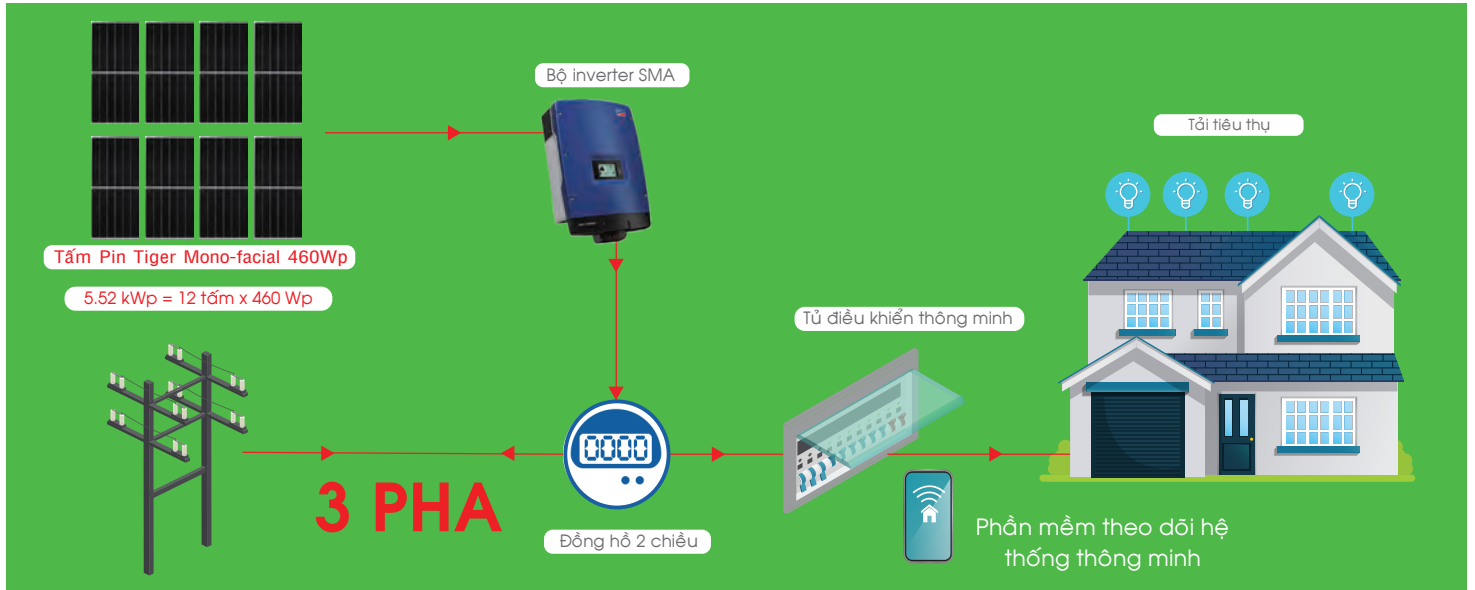 Bộ inverter SMA
Tải tiêu thụ
Tấm Pin Tiger Mono-facial 460Wp
5.52 kWp = 12 tấm x 460 Wp
Tủ điều khiển thông minh
0000
3 PHA
Đồng hồ 2 chiều
Phần mềm theo dõi hệ
thống thông minh